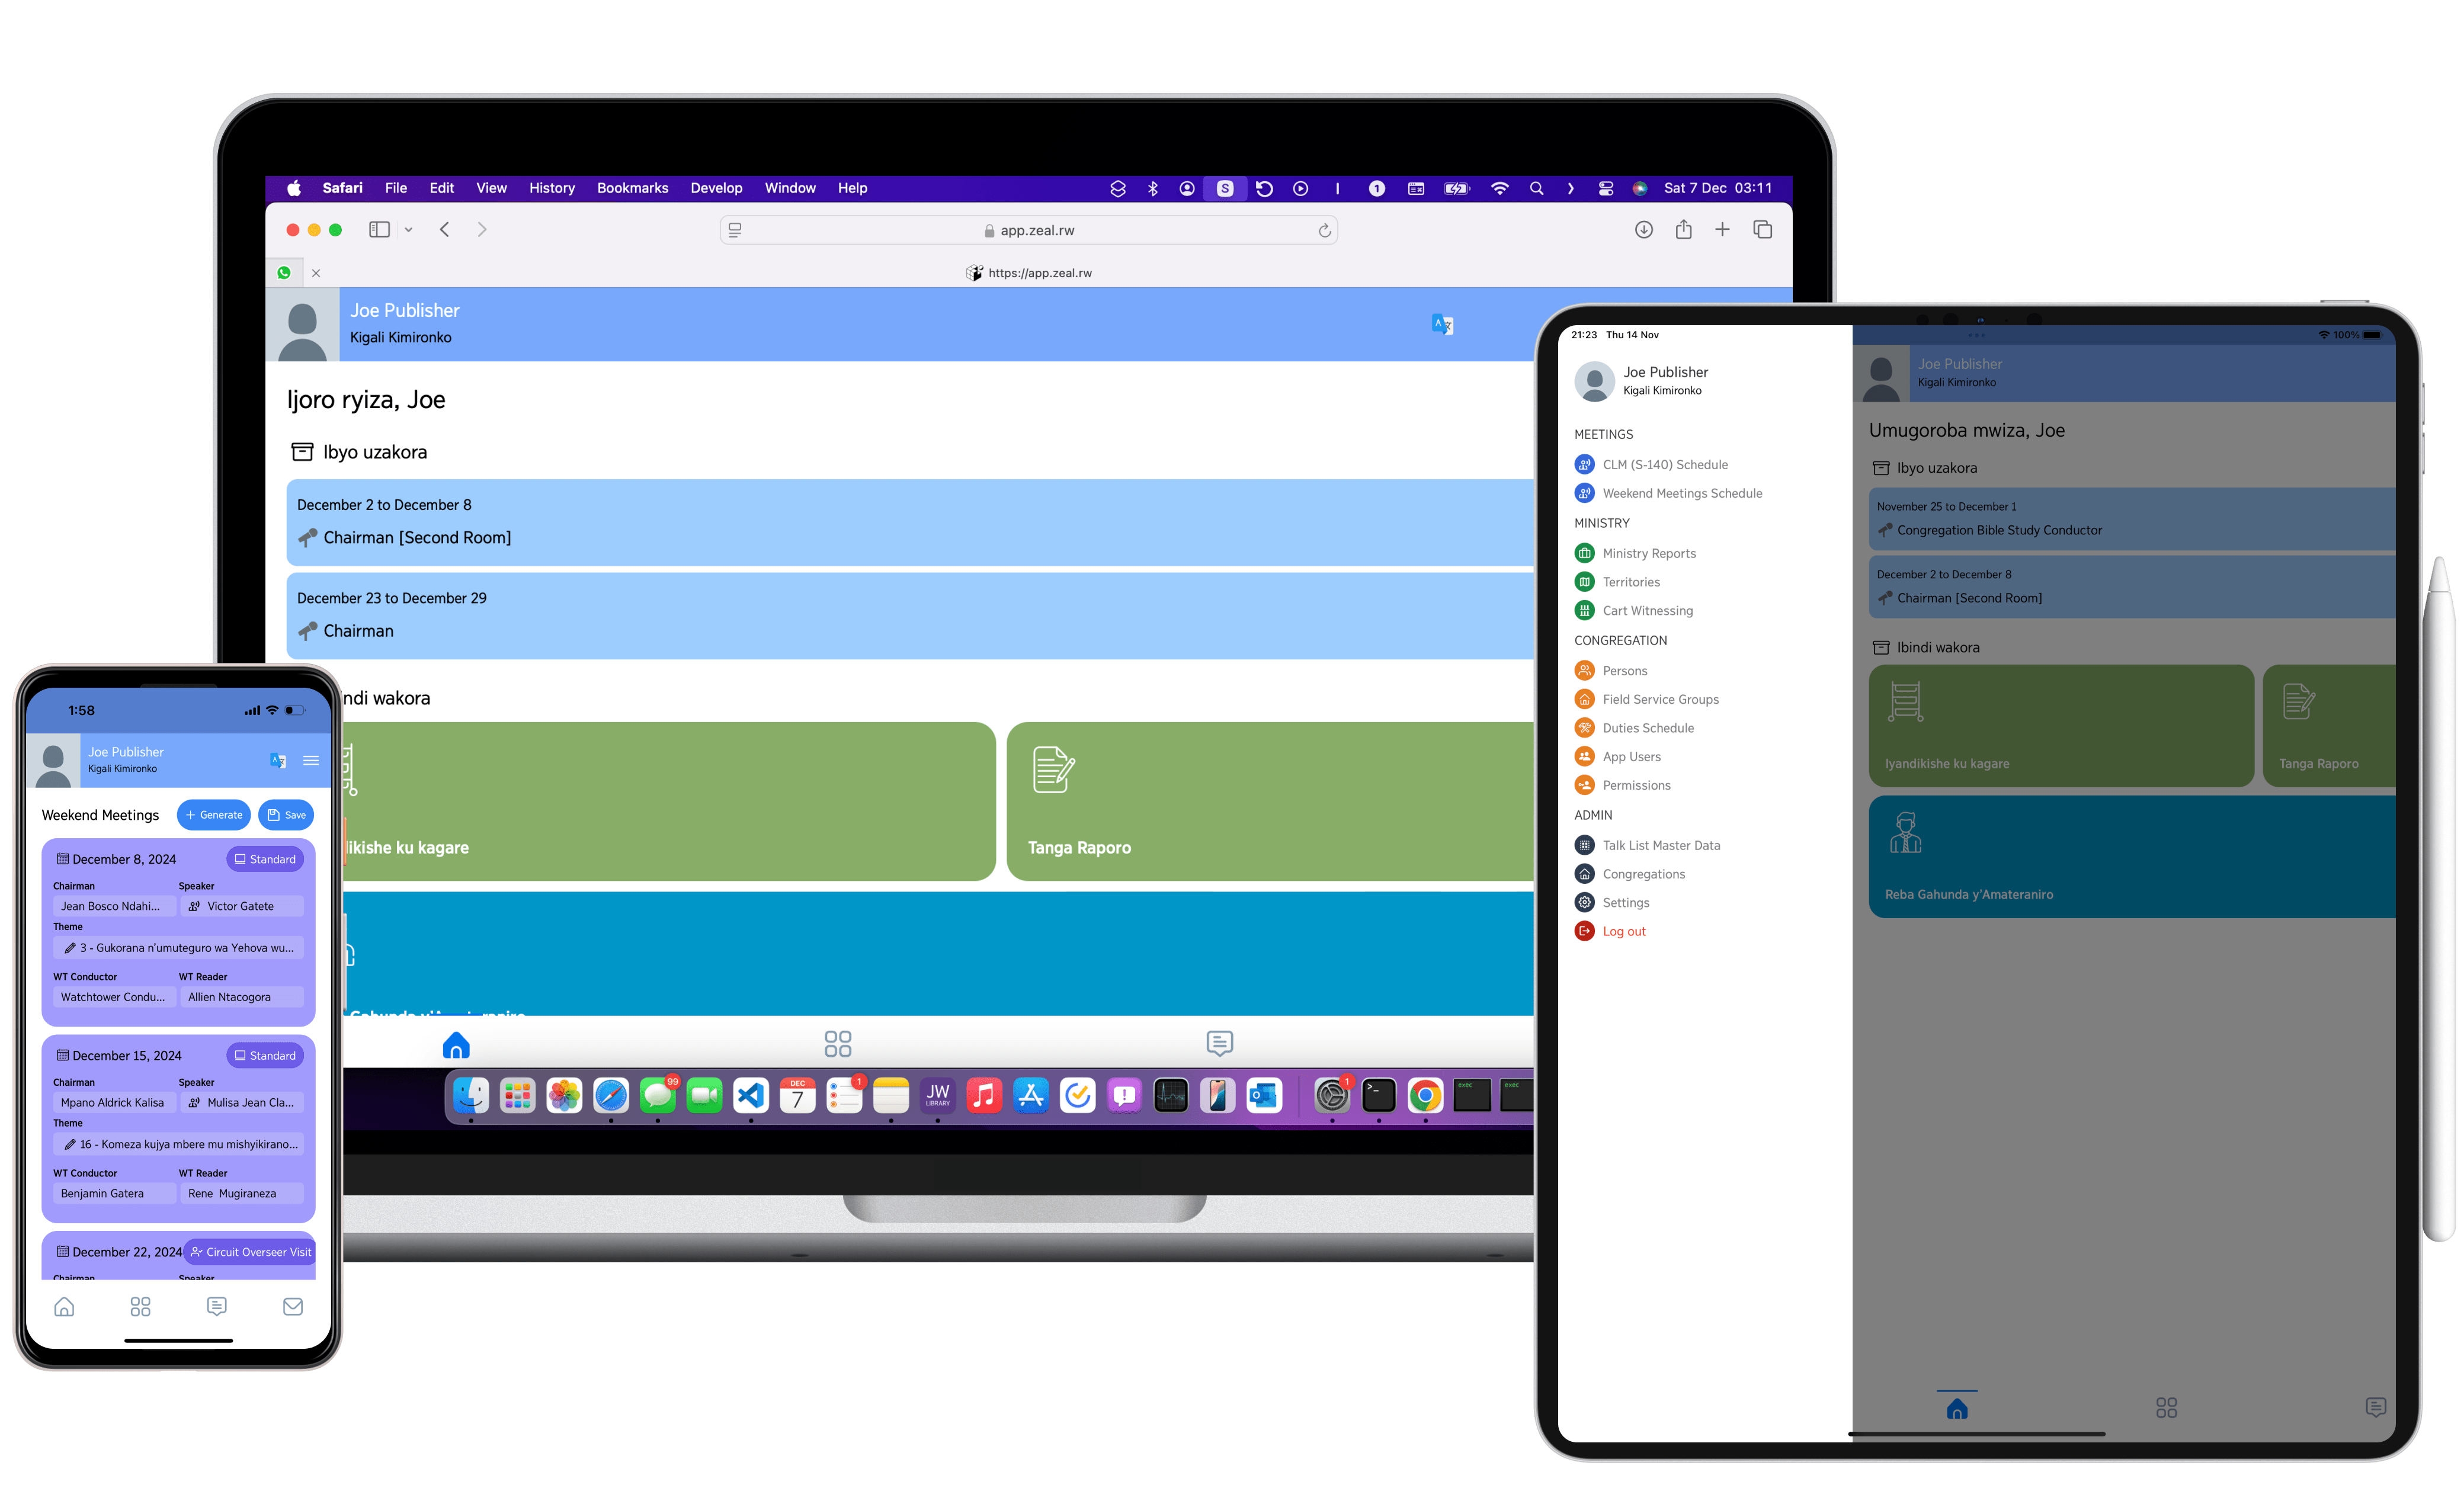 Safari File Edit View History Bookmarks Develop Window Help
S
1
Sat 7 Dec 03:11
app.zeal.rw
https://app.zeal.rw
Joe Publisher
Kigali Kimironko
Ijoro ryiza, Joe
Ibyo uzakora
December 2 to December 8
Chairman [Second Room]
December 23 to December 29
Chairman
ndi wakora
ikishe ku kagare
Tanga Raporo
99
DEC
7
1
JW
LIBRARY
1
exec
exec
1:58
Joe Publisher
Kigali Kimironko
Weekend Meetings
+ Generate
Save
December 8, 2024
Standard
Chairman
Speaker
Jean Bosco Ndahi...
Victor Gatete
Theme
3 - Gukorana n'umuteguro wa Yehova wu...
WT Conductor
WT Reader
Watchtower Condu...
Allien Ntacogora
December 15, 2024
Standard
Chairman
Speaker
Mpano Aldrick Kalisa
Mulisa Jean Cla...
Theme
16 - Komeza kujya mbere mu mishyikirano...
WT Conductor
WT Reader
Benjamin Gatera
Rene Mugiraneza
December 22, 2024
Circuit Overseer Visit
Chairman
Speaker
21:23 Thu 14 Nov
Joe Publisher
Kigali Kimironko
MEETINGS
CLM (S-140) Schedule
Weekend Meetings Schedule
MINISTRY
Ministry Reports
Territories
Cart Witnessing
CONGREGATION
Persons
Field Service Groups
Duties Schedule
App Users
Permissions
ADMIN
Talk List Master Data
Congregations
Settings
Log out
100%
Joe Publisher
Kigali Kimironko
Umugoroba mwiza, Joe
Ibyo uzakora
November 25 to December 1
Congregation Bible Study Conductor
December 2 to December 8
Chairman [Second Room]
Ibindi wakora
Iyandikishe ku kagare
Tanga Raporo
Reba Gahunda y'Amateraniro